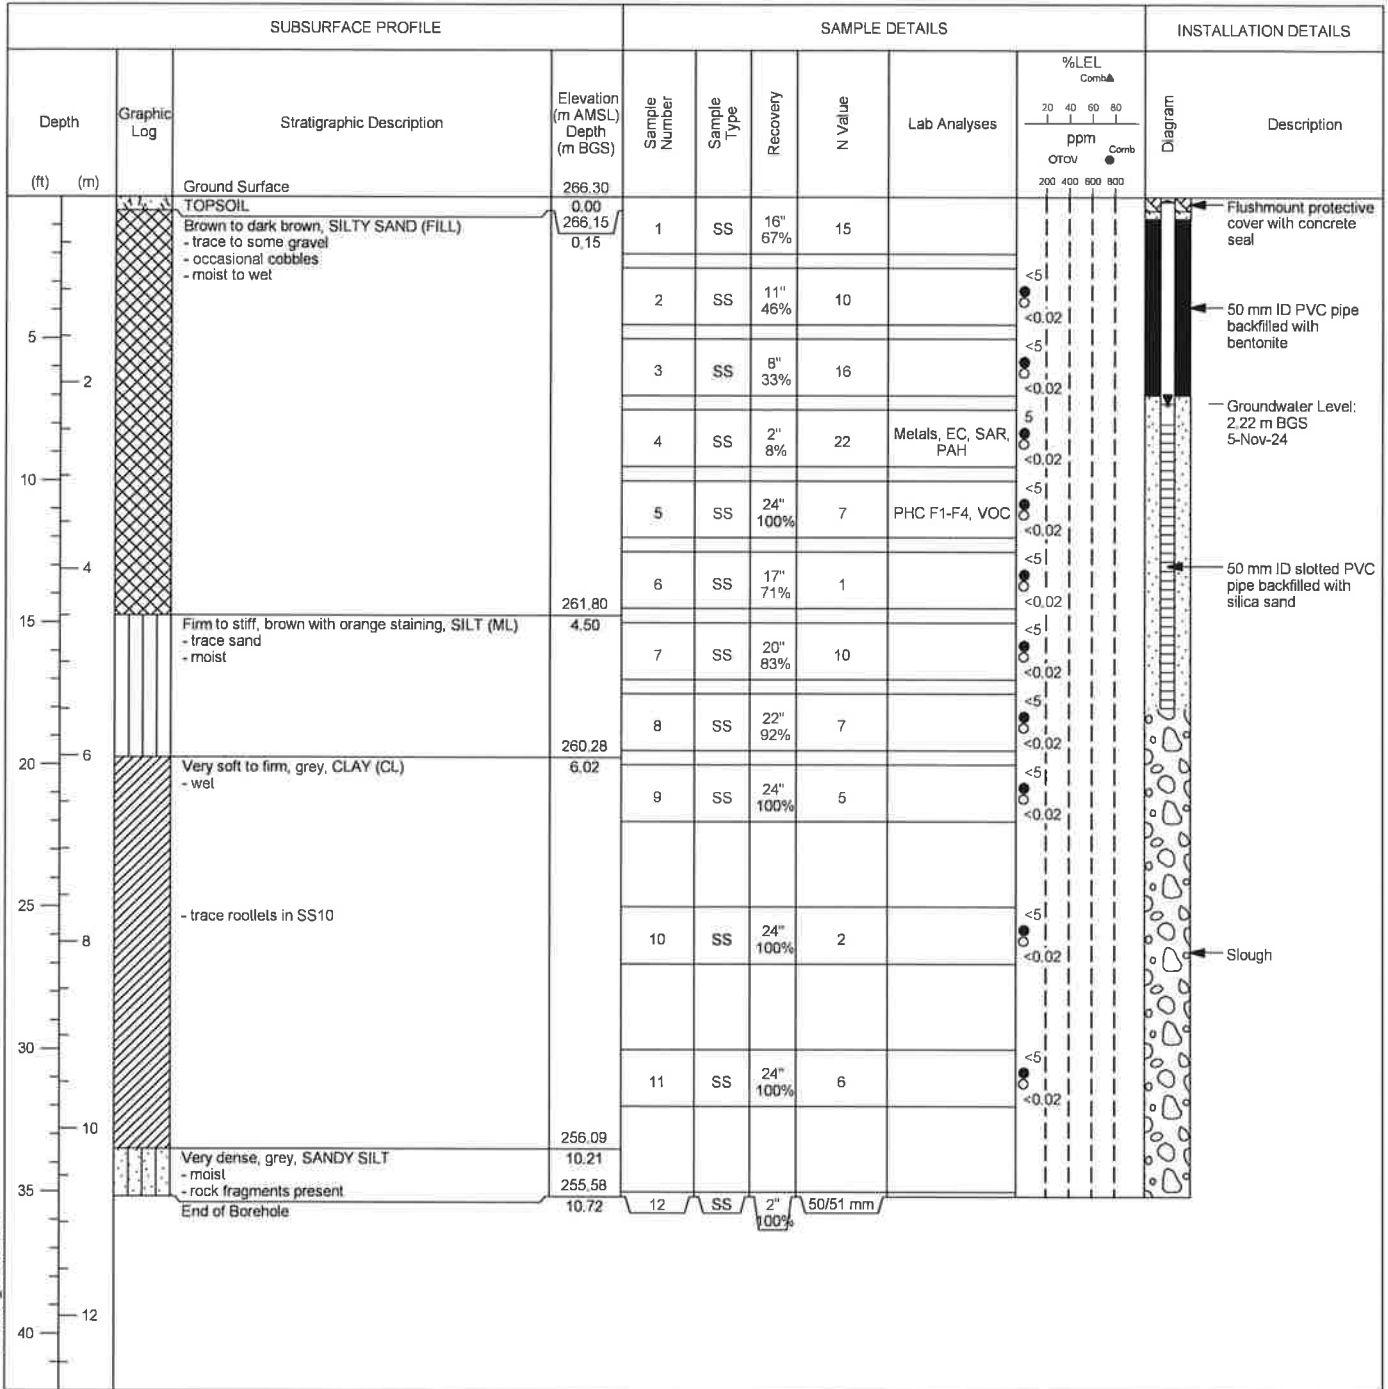 SUBSURFACE PROFILE
SAMPLE DETAILS
INSTALLATION DETAILS
Depth
(ft) (m)
Graphic
Log
Stratigraphic Description
Elevation
(m AMSL)
Depth
(m BGS)
Sample
Number
Sample
Type
Recovery
N Value
Lab Analyses
%LEL
Comb▲
20 40 60 80
ppm
OTOV Comb
●
200 400 600 800
Diagram
Description
Ground Surface 266.30
TOPSOIL 0.00
Brown to dark brown, SILTY SAND (FILL) 266.15
- trace to some gravel 0.15
- occasional cobbles
- moist to wet
261.80
Firm to stiff, brown with orange staining, SILT (ML) 4.50
- trace sand
- moist
260.28
Very soft to firm, grey, CLAY (CL) 6.02
- wet
- trace rootlets in SS10
256.09
Very dense, grey, SANDY SILT 10.21
- moist
- rock fragments present 255.58
End of Borehole 10.72
5
10
15
20
25
30
35
40
2
4
6
8
10
12
1 SS 16" 67% 15
2 SS 11" 46% 10 <5 <0.02
3 SS 8" 33% 16 <5 <0.02
4 SS 2" 8% 22 Metals, EC, SAR, PAH 5 <0.02
5 SS 24" 100% 7 PHC F1-F4, VOC <5 <0.02
6 SS 17" 71% 1 <5 <0.02
7 SS 20" 83% 10 <5 <0.02
8 SS 22" 92% 7 <5 <0.02
9 SS 24" 100% 5 <5 <0.02
10 SS 24" 100% 2 <5 <0.02
11 SS 24" 100% 6 <5 <0.02
12 SS 2" 100% 50/51 mm
Flushmount protective
cover with concrete
seal
50 mm ID PVC pipe
backfilled with
bentonite
Groundwater Level:
2.22 m BGS
5-Nov-24
50 mm ID slotted PVC
pipe backfilled with
silica sand
Slough